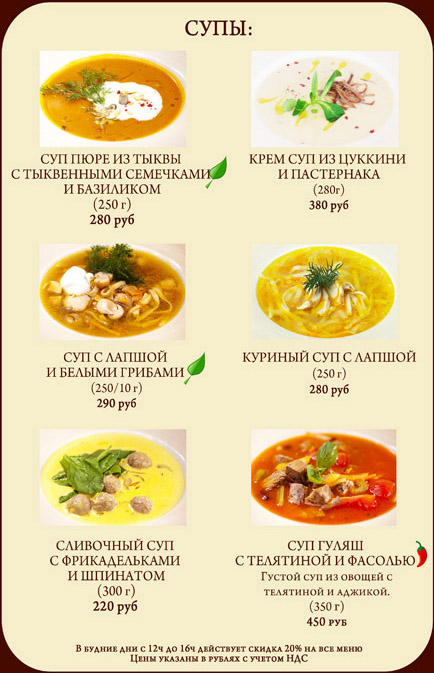 СУПЫ:
СУП ПЮРЕ ИЗ ТЫКВЫ
С ТЫКВЕННЫМИ СЕМЕЧКАМИ
И БАЗИЛИКОМ
(250 г)
280 руб
КРЕМ СУП ИЗ ЦУККИНИ
И ПАСТЕРНАКА
(280г)
380 руб
СУП С ЛАПШОЙ
И БЕЛЫМИ ГРИБАМИ
(250/10 г)
290 руб
КУРИНЫЙ СУП С ЛАПШОЙ
(250 г)
280 руб
СЛИВОЧНЫЙ СУП
С ФРИКАДЕЛЬКАМИ
И ШПИНАТОМ
(300 г)
220 руб
СУП ГУЛЯШ
С ТЕЛЯТИНОЙ И ФАСОЛЬЮ
Густой суп из овощей с
телятиной и аджикой.
(350 г)
450 руб
В будние дни с 12ч до 16ч действует скидка 20% на все меню
Цены указаны в рублях с учетом НДС